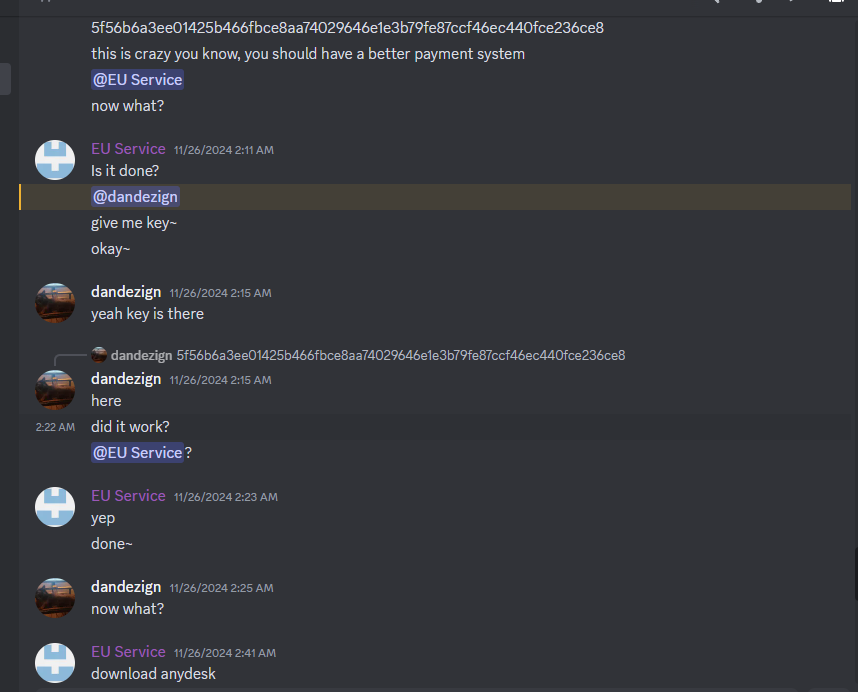 5f56b6a3ee01425b466fbce8aa74029646e1e3b79fe87ccf46ec440fce236ce8
this is crazy you know, you should have a better payment system
@EU Service
now what?
EU Service 11/26/2024 2:11 AM
Is it done?
@dandezign
give me key~
okay~
dandezign 11/26/2024 2:15 AM
yeah key is there
dandezign 5f56b6a3ee01425b466fbce8aa74029646e1e3b79fe87ccf46ec440fce236ce8
dandezign 11/26/2024 2:15 AM
here
2:22 AM did it work?
@EU Service ?
EU Service 11/26/2024 2:23 AM
yep
done~
dandezign 11/26/2024 2:25 AM
now what?
EU Service 11/26/2024 2:41 AM
download anydesk